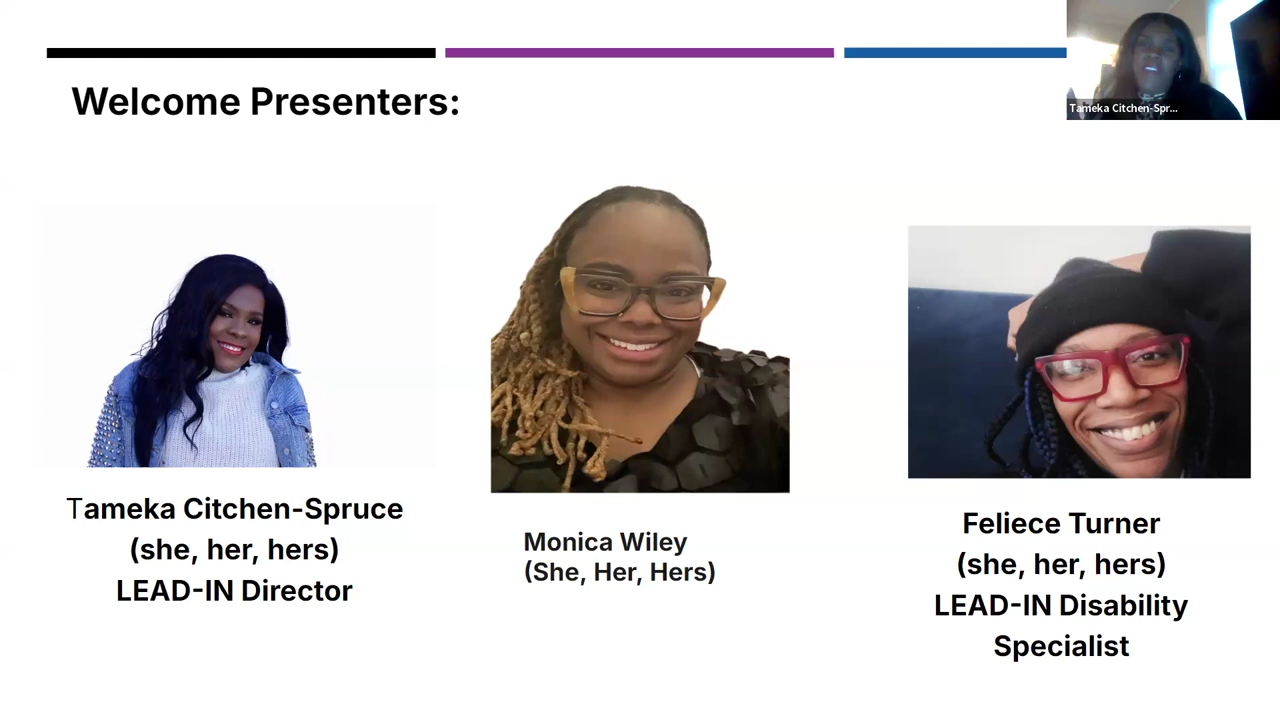 Welcome Presenters:
Tameka Citchen-Spr...
Tameka Citchen-Spruce
(she, her, hers)
LEAD-IN Director
Monica Wiley
(She, Her, Hers)
Feliece Turner
(she, her, hers)
LEAD-IN Disability
Specialist